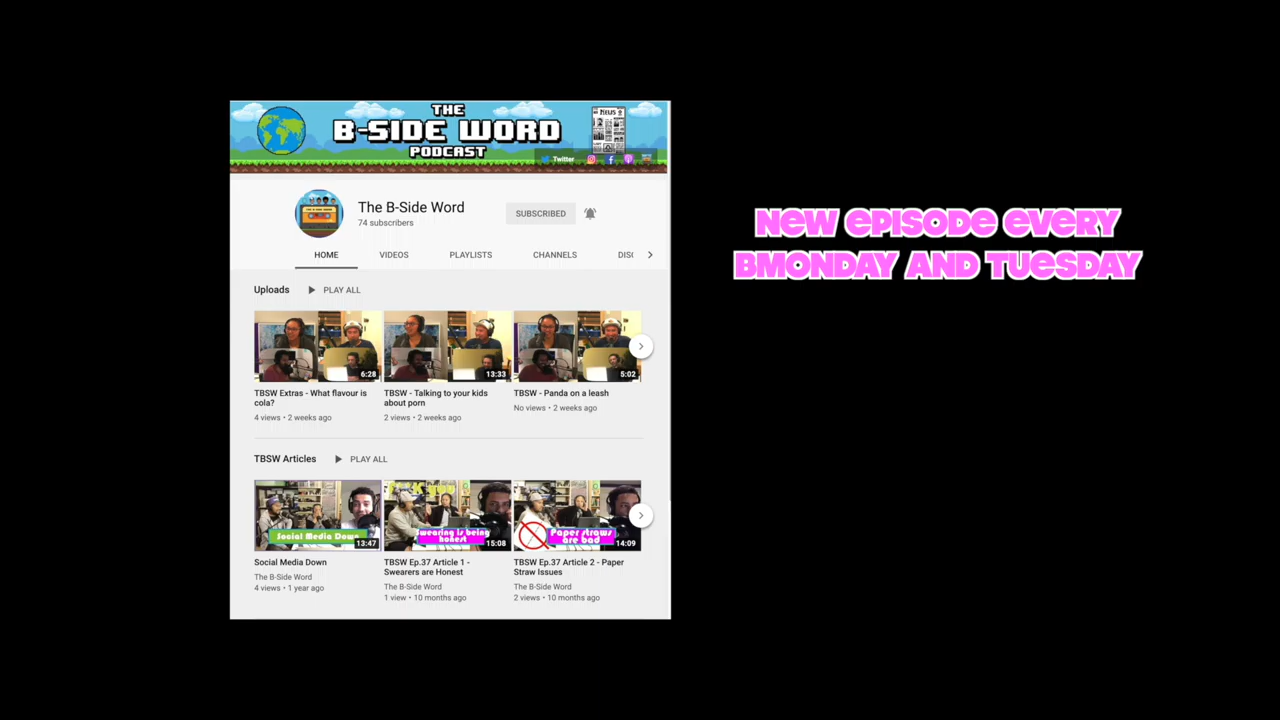 THE
B-SIDE WORD
PODCAST
NEWS
Twitter
The B-Side Word
74 subscribers
SUBSCRIBED
HOME
VIDEOS
PLAYLISTS
CHANNELS
DISC
Uploads
PLAY ALL
6:28
13:33
5:02
TBSW Extras - What flavour is
cola?
4 views • 2 weeks ago
TBSW - Talking to your kids
about porn
2 views • 2 weeks ago
TBSW - Panda on a leash
No views • 2 weeks ago
TBSW Articles
PLAY ALL
Social Media Down
13:47
swearing is being
honest
15:08
Paper straws
are bad
14:09
Social Media Down
The B-Side Word
4 views • 1 year ago
TBSW Ep.37 Article 1 -
Swearers are Honest
The B-Side Word
1 view • 10 months ago
TBSW Ep.37 Article 2 - Paper
Straw Issues
The B-Side Word
2 views • 10 months ago
New episode every
BMonday and Tuesday